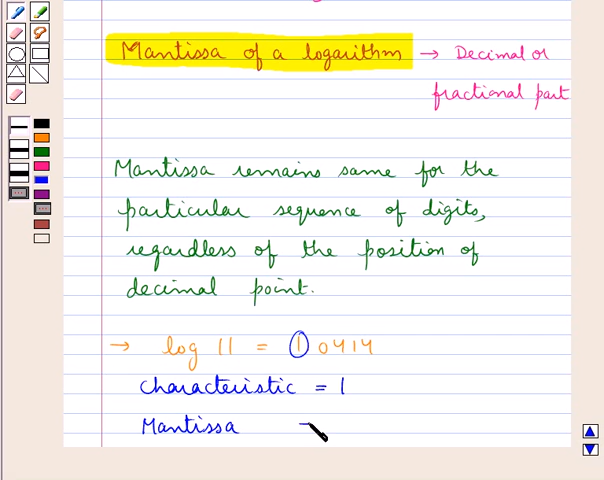 Mantissa of a logarithm → Decimal or
fractional part
Mantissa remains same for the
particular sequence of digits,
regardless of the position of
decimal point.
→ log 11 = 1 0414
Characteristic = 1
Mantissa